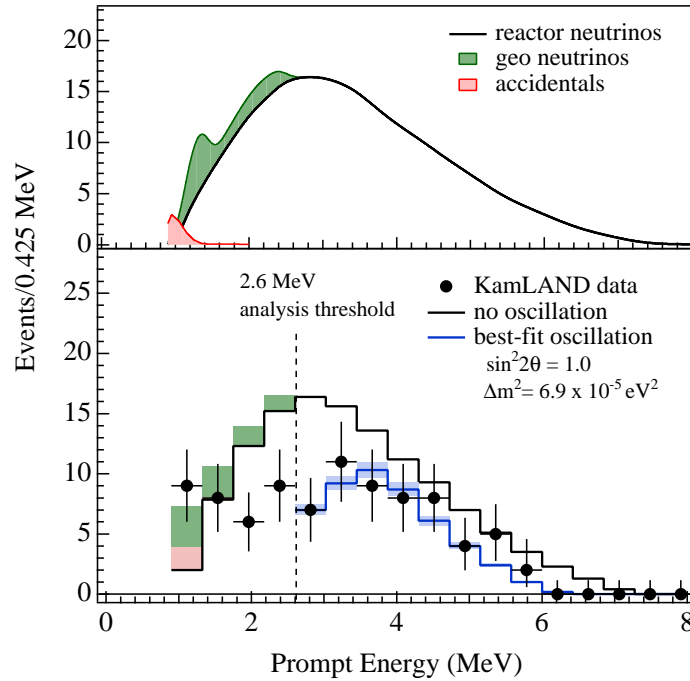 reactor neutrinos
geo neutrinos
accidentals
20
15
10
5
0
Events/0.425 MeV
2.6 MeV
analysis threshold
KamLAND data
no oscillation
best-fit oscillation
sin²2θ = 1.0
Δm²= 6.9 x 10⁻⁵ eV²
25
20
15
10
5
0
0 2 4 6 8
Prompt Energy (MeV)